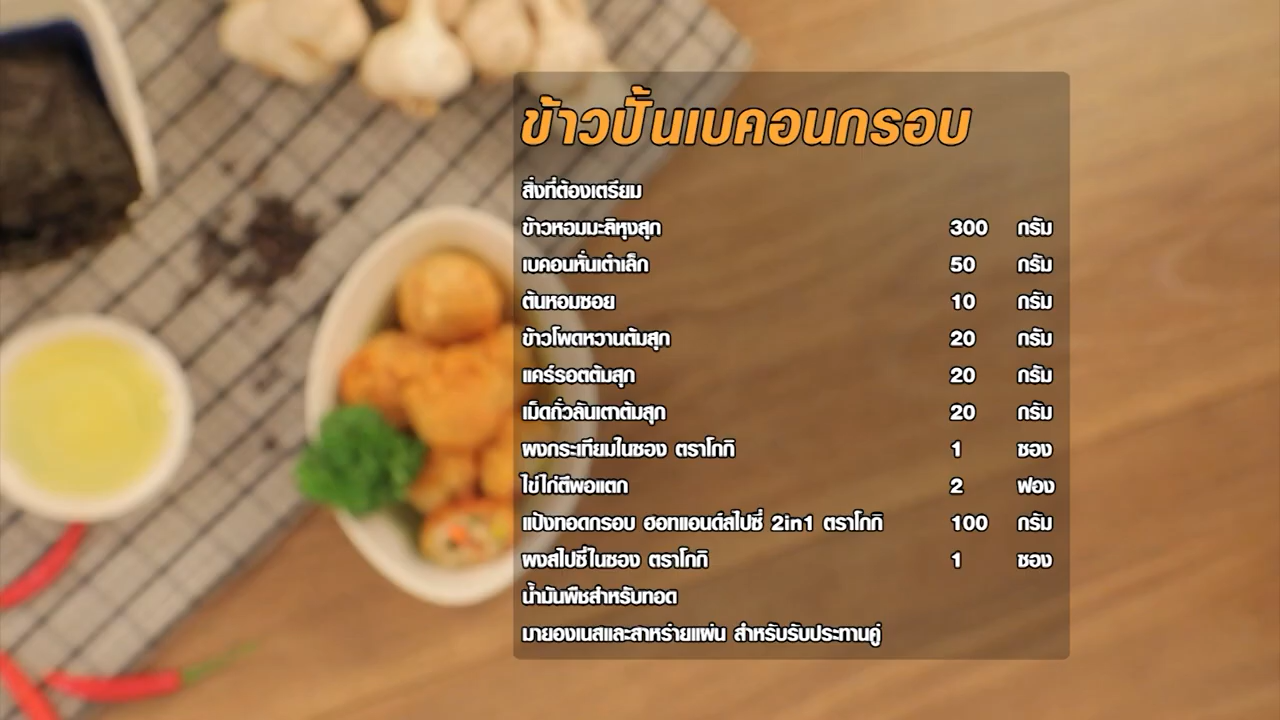 ข้าวปั้นเบคอนกรอบ
สิ่งที่ต้องเตรียม
ข้าวหอมมะลิหุงสุก 300 กรัม
เบคอนหั่นเต๋าเล็ก 50 กรัม
ต้นหอมซอย 10 กรัม
ข้าวโพดหวานต้มสุก 20 กรัม
แคร์รอตต้มสุก 20 กรัม
เม็ดถั่วลันเตาต้มสุก 20 กรัม
ผงกระเทียมในซอง ตราโกกิ 1 ซอง
ไข่ไก่ตีพอแตก 2 ฟอง
แป้งทอดกรอบ ฮอทแอนด์สไปซี่ 2in1 ตราโกกิ 100 กรัม
ผงสไปซี่ในซอง ตราโกกิ 1 ซอง
น้ำมันพืชสำหรับทอด
มายองเนสและสาหร่ายแผ่น สำหรับรับประทานคู่